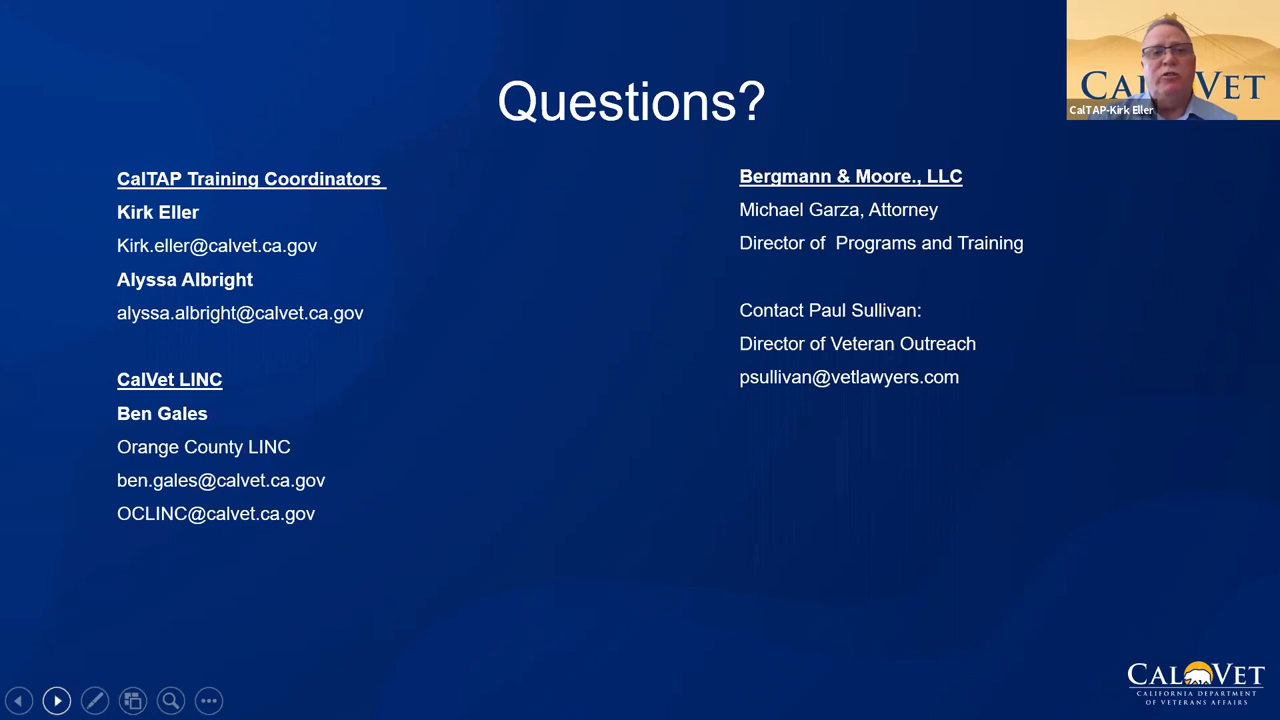 Questions?
CalTAP Training Coordinators
Kirk Eller
Kirk.eller@calvet.ca.gov
Alyssa Albright
alyssa.albright@calvet.ca.gov
CalVet LINC
Ben Gales
Orange County LINC
ben.gales@calvet.ca.gov
OCLINC@calvet.ca.gov
Bergmann & Moore., LLC
Michael Garza, Attorney
Director of  Programs and Training
Contact Paul Sullivan:
Director of Veteran Outreach
psullivan@vetlawyers.com
CalTAP-Kirk Eller
CALVET
CALIFORNIA DEPARTMENT
OF VETERANS AFFAIRS